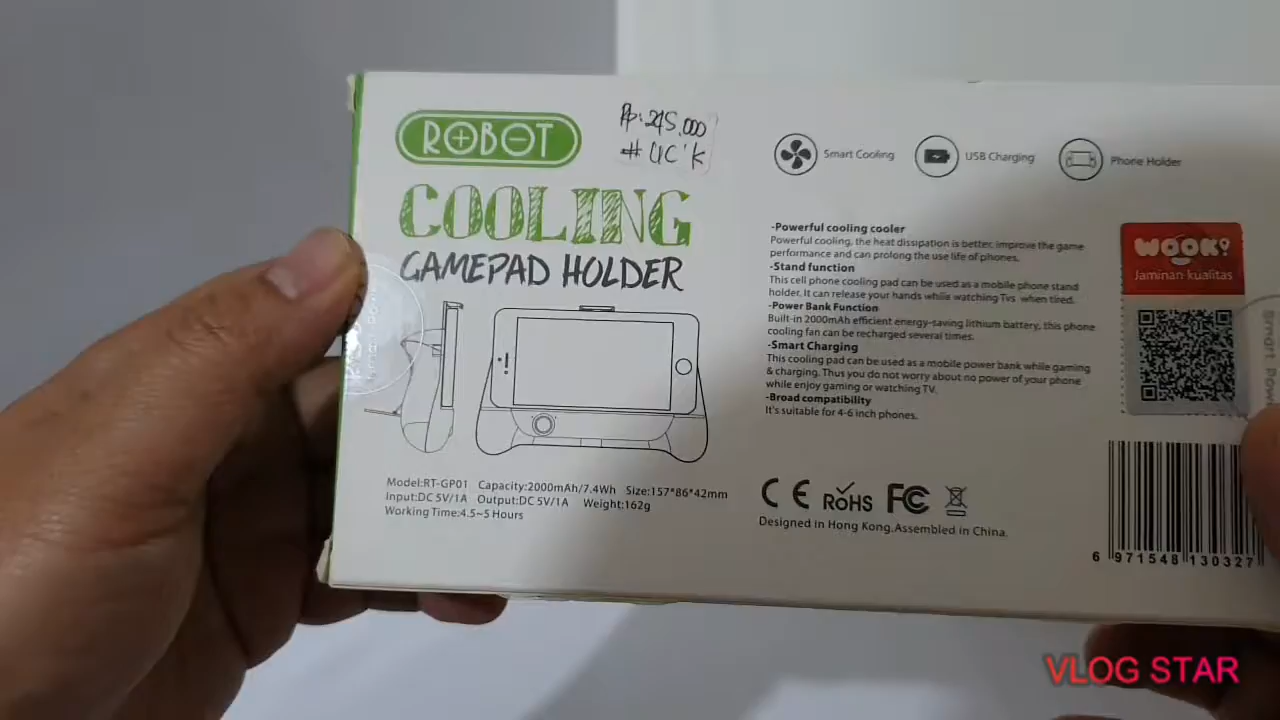 ROBOT
COOLING
GAMEPAD HOLDER
Rp. 245.000
# UC'K
Smart Cooling
USB Charging
Phone Holder
-Powerful cooling cooler
Powerful cooling, the heat dissipation is better, improve the game
performance and can prolong the use life of phones.
-Stand function
This cell phone cooling pad can be used as a mobile phone stand
holder. It can release your hands while watching Tvs when tired.
-Power Bank Function
Built-in 2000mAh efficient energy-saving lithium battery, this phone
cooling fan can be recharged several times.
-Smart Charging
This cooling pad can be used as a mobile power bank while gaming
& charging. Thus you do not worry about no power of your phone
while enjoy gaming or watching TV.
-Broad compatibility
It's suitable for 4-6 inch phones.
WOOK!
Jaminan kualitas
Model:RT-GP01 Capacity:2000mAh/7.4Wh Size:157*86*42mm
Input:DC 5V/1A Output:DC 5V/1A Weight:162g
Working Time:4.5~5 Hours
CE RoHS FC
Designed in Hong Kong.Assembled in China.
6 971548 130327
VLOG STAR